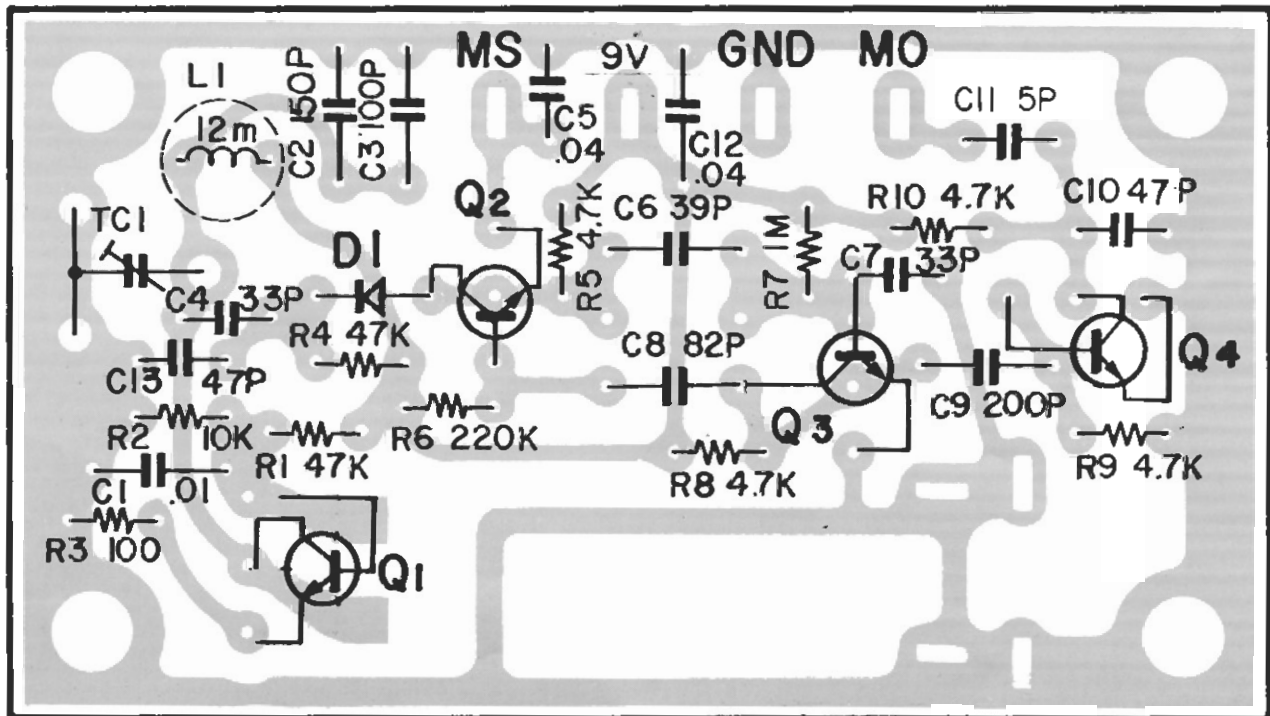 MS 9V GND MO
L1
12m
C2 150P
C3 100P
C5
.04
C12
.04
C11 5P
TC1
Q2
R5 4.7K
C6 39P
R7 1M
R10 4.7K
C10 47P
D1
C7 33P
C4 33P
R4 47K
C8 82P
Q4
C13 47P
R2 10K
R1 47K
R6 220K
Q3
C9 200P
C1 .01
R8 4.7K
R9 4.7K
R3 100
Q1